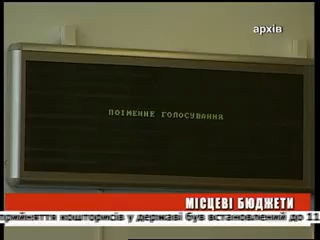 архів
ПОІМЕННЕ ГОЛОСУВАННЯ
МІСЦЕВІ БЮДЖЕТИ
прийняття кошторисів у державі був встановлений до 11